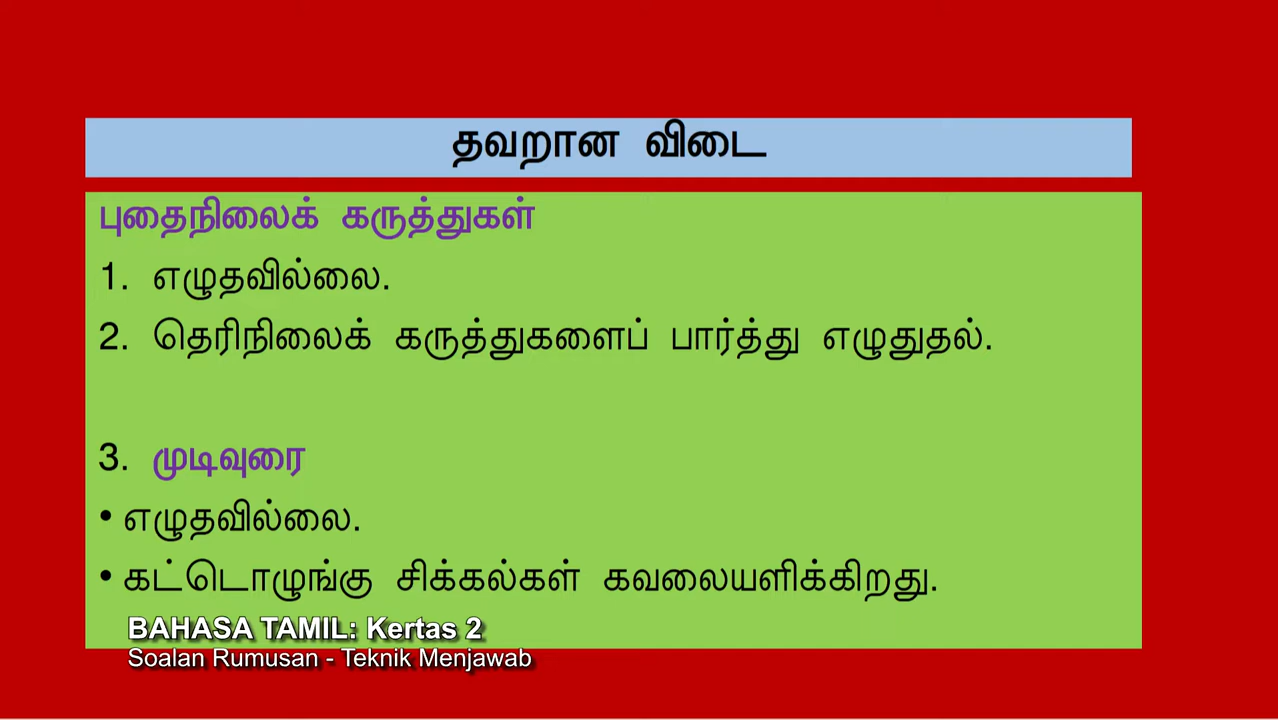 தவறான விடை
புதைநிலைக் கருத்துகள்
1. எழுதவில்லை.
2. தெரிநிலைக் கருத்துகளைப் பார்த்து எழுதுதல்.
3. முடிவுரை
• எழுதவில்லை.
• கட்டொழுங்கு சிக்கல்கள் கவலையளிக்கிறது.
BAHASA TAMIL: Kertas 2
Soalan Rumusan - Teknik Menjawab